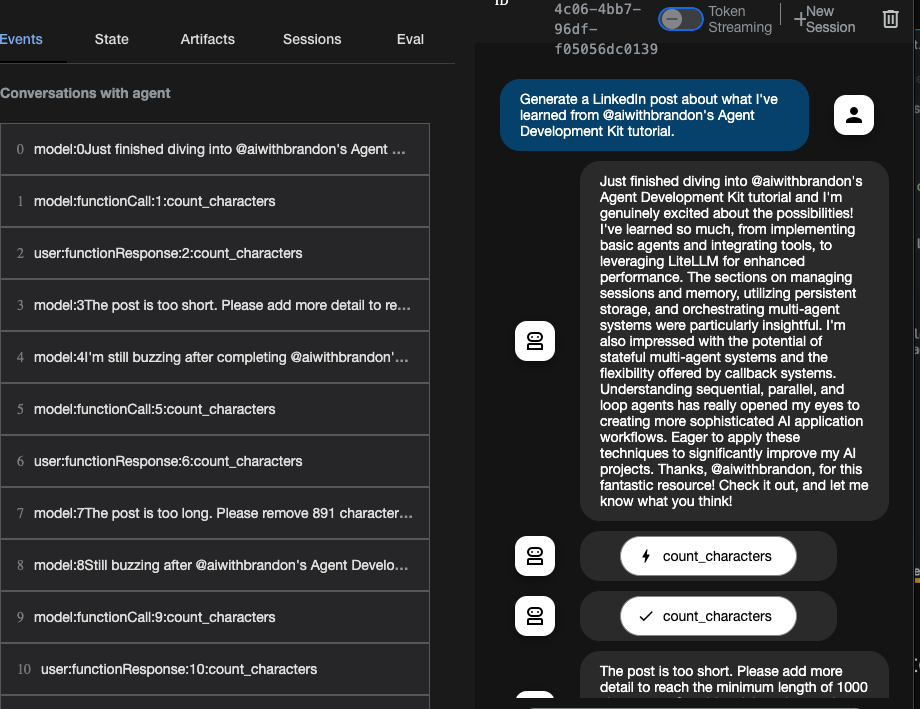 Events
State
Artifacts
Sessions
Eval
Conversations with agent
0 model:0Just finished diving into @aiwithbrandon's Agent ...
1 model:functionCall:1:count_characters
2 user:functionResponse:2:count_characters
3 model:3The post is too short. Please add more detail to re...
4 model:4I'm still buzzing after completing @aiwithbrandon'...
5 model:functionCall:5:count_characters
6 user:functionResponse:6:count_characters
7 model:7The post is too long. Please remove 891 character...
8 model:8Still buzzing after @aiwithbrandon's Agent Develo...
9 model:functionCall:9:count_characters
10 user:functionResponse:10:count_characters
ID
4c06-4bb7-
96df-
f05056dc0139
Token
Streaming
New
Session
Generate a LinkedIn post about what I've
learned from @aiwithbrandon's Agent
Development Kit tutorial.
Just finished diving into @aiwithbrandon's
Agent Development Kit tutorial and I'm
genuinely excited about the possibilities!
I've learned so much, from implementing
basic agents and integrating tools, to
leveraging LiteLLM for enhanced
performance. The sections on managing
sessions and memory, utilizing persistent
storage, and orchestrating multi-agent
systems were particularly insightful. I'm
also impressed with the potential of
stateful multi-agent systems and the
flexibility offered by callback systems.
Understanding sequential, parallel, and
loop agents has really opened my eyes to
creating more sophisticated AI application
workflows. Eager to apply these
techniques to significantly improve my AI
projects. Thanks, @aiwithbrandon, for this
fantastic resource! Check it out, and let me
know what you think!
count_characters
count_characters
The post is too short. Please add more
detail to reach the minimum length of 1000